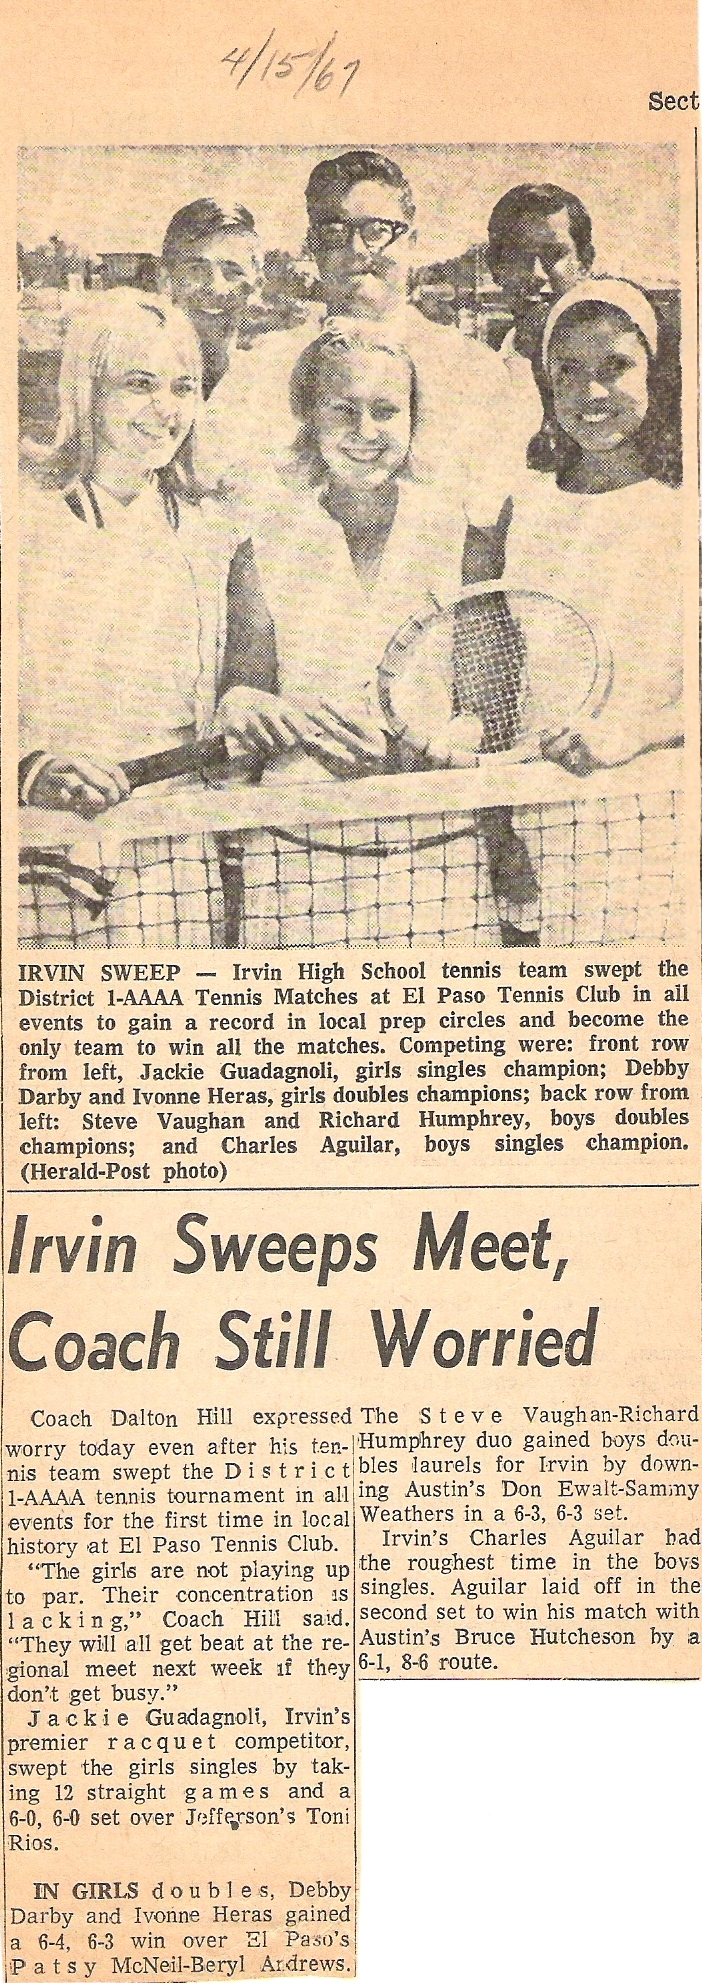 4/15/67
Sect
IRVIN SWEEP — Irvin High School tennis team swept the
District 1-AAAA Tennis Matches at El Paso Tennis Club in all
events to gain a record in local prep circles and become the
only team to win all the matches. Competing were: front row
from left, Jackie Guadagnoli, girls singles champion; Debby
Darby and Ivonne Heras, girls doubles champions; back row from
left: Steve Vaughan and Richard Humphrey, boys doubles
champions; and Charles Aguilar, boys singles champion.
(Herald-Post photo)
Irvin Sweeps Meet,
Coach Still Worried
Coach Dalton Hill expressed
worry today even after his ten-
nis team swept the District
1-AAAA tennis tournament in all
events for the first time in local
history at El Paso Tennis Club.
"The girls are not playing up
to par. Their concentration is
lacking," Coach Hill said.
"They will all get beat at the re-
gional meet next week if they
don't get busy."
Jackie Guadagnoli, Irvin's
premier racquet competitor,
swept the girls singles by tak-
ing 12 straight games and a
6-0, 6-0 set over Jefferson's Toni
Rios.
IN GIRLS doubles, Debby
Darby and Ivonne Heras gained
a 6-4, 6-3 win over El Paso's
Patsy McNeil-Beryl Andrews.
The Steve Vaughan-Richard
Humphrey duo gained boys dou-
bles laurels for Irvin by down-
ing Austin's Don Ewalt-Sammy
Weathers in a 6-3, 6-3 set.
Irvin's Charles Aguilar had
the roughest time in the boys
singles. Aguilar laid off in the
second set to win his match with
Austin's Bruce Hutcheson by a
6-1, 8-6 route.